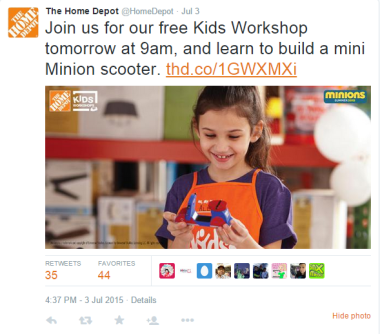 The Home Depot @HomeDepot · Jul 3
Join us for our free Kids Workshop
tomorrow at 9am, and learn to build a mini
Minion scooter. thd.co/1GWXMXi
THE HOME DEPOT
KIDS
WORKSHOPS
minions
Kids
RETWEETS
35
FAVORITES
44
4:37 PM - 3 Jul 2015 · Details
Hide photo